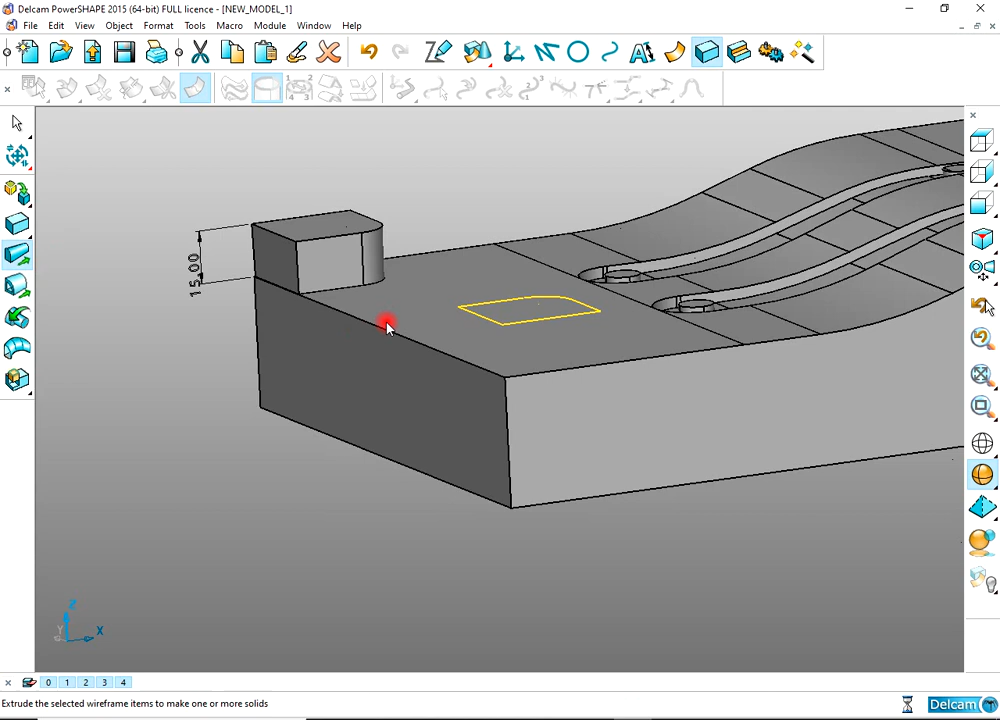 Delcam PowerSHAPE 2015 (64-bit) FULL licence - [NEW_MODEL_1]
File Edit View Object Format Tools Macro Module Window Help
15.00
Z
Y X
0 1 2 3 4
Extrude the selected wireframe items to make one or more solids
Delcam